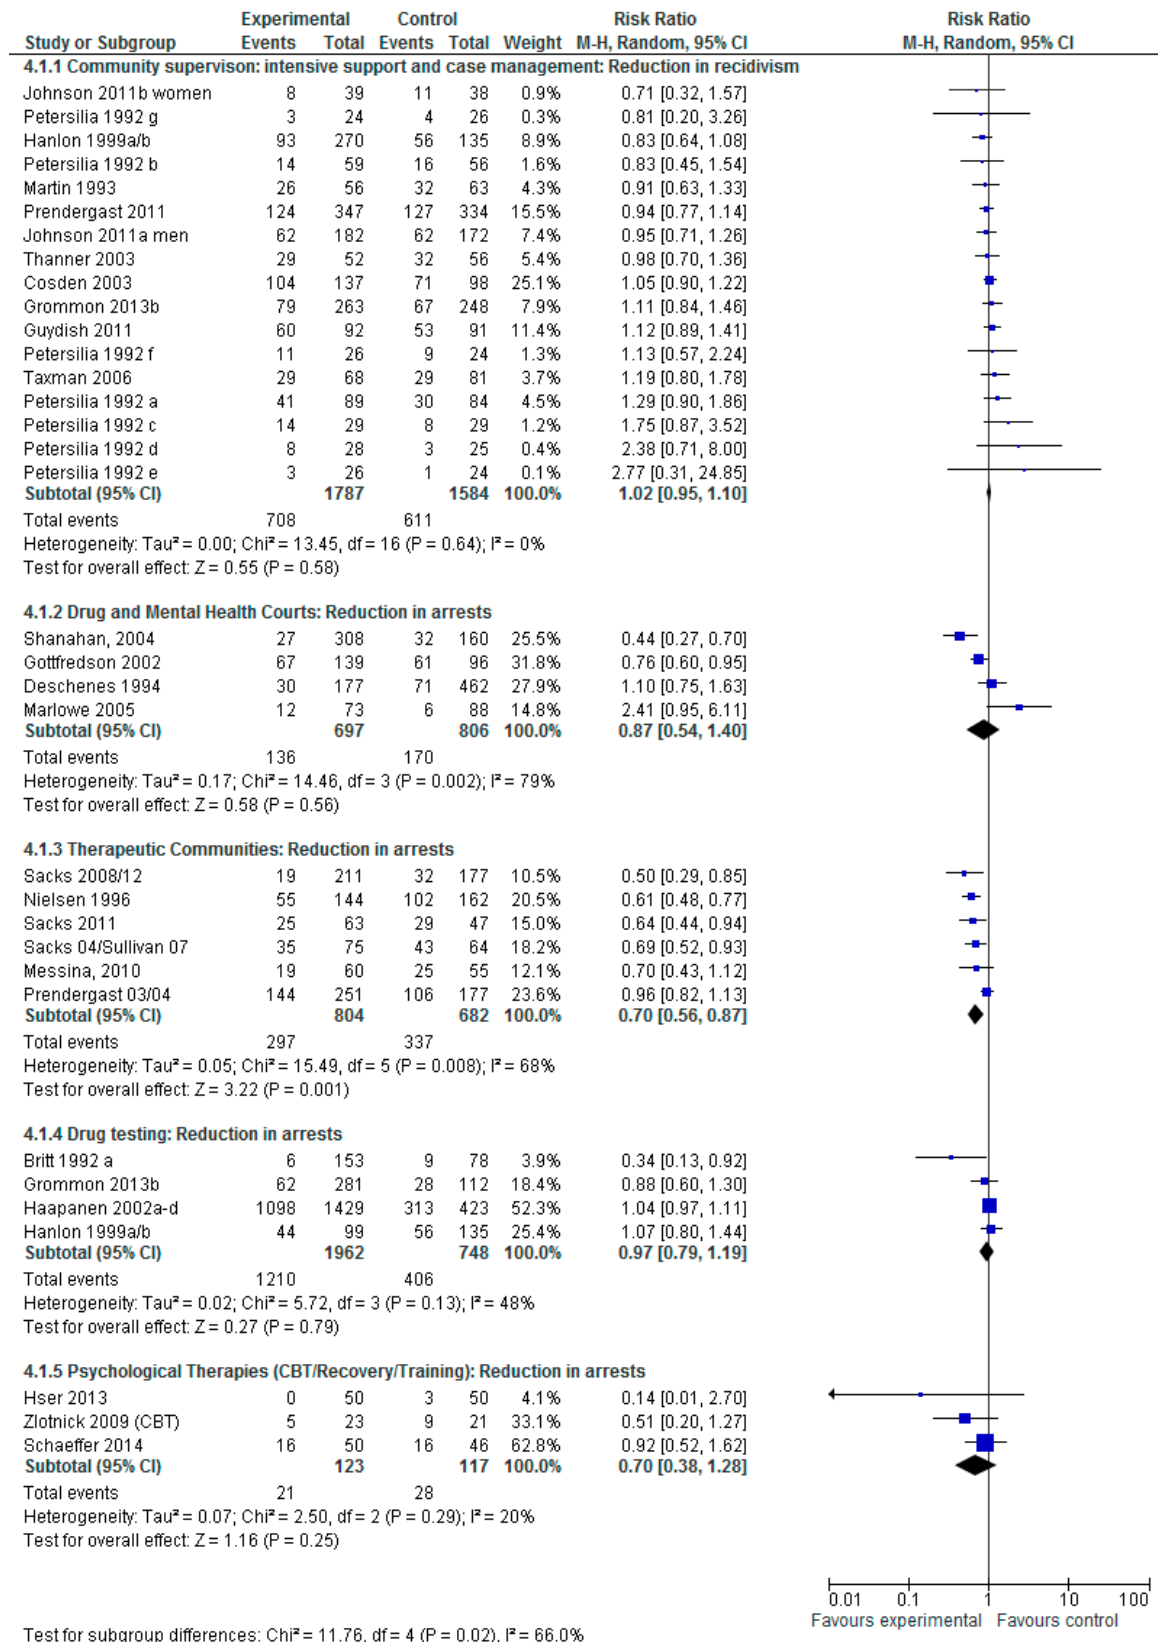 Experimental Control Risk Ratio Risk Ratio
Study or Subgroup Events Total Events Total Weight M-H, Random, 95% CI M-H, Random, 95% CI
4.1.1 Community supervison: intensive support and case management: Reduction in recidivism
Johnson 2011b women 8 39 11 38 0.9% 0.71 [0.32, 1.57]
Petersilia 1992 g 3 24 4 26 0.3% 0.81 [0.20, 3.26]
Hanlon 1999a/b 93 270 56 135 8.9% 0.83 [0.64, 1.08]
Petersilia 1992 b 14 59 16 56 1.6% 0.83 [0.45, 1.54]
Martin 1993 26 56 32 63 4.3% 0.91 [0.63, 1.33]
Prendergast 2011 124 347 127 334 15.5% 0.94 [0.77, 1.14]
Johnson 2011a men 62 182 62 172 7.4% 0.95 [0.71, 1.26]
Thanner 2003 29 52 32 56 5.4% 0.98 [0.70, 1.36]
Cosden 2003 104 137 71 98 25.1% 1.05 [0.90, 1.22]
Grommon 2013b 79 263 67 248 7.9% 1.11 [0.84, 1.46]
Guydish 2011 60 92 53 91 11.4% 1.12 [0.89, 1.41]
Petersilia 1992 f 11 26 9 24 1.3% 1.13 [0.57, 2.24]
Taxman 2006 29 68 29 81 3.7% 1.19 [0.80, 1.78]
Petersilia 1992 a 41 89 30 84 4.5% 1.29 [0.90, 1.86]
Petersilia 1992 c 14 29 8 29 1.2% 1.75 [0.87, 3.52]
Petersilia 1992 d 8 28 3 25 0.4% 2.38 [0.71, 8.00]
Petersilia 1992 e 3 26 1 24 0.1% 2.77 [0.31, 24.85]
Subtotal (95% CI) 1787 1584 100.0% 1.02 [0.95, 1.10]
Total events 708 611
Heterogeneity: Tau² = 0.00; Chi² = 13.45, df = 16 (P = 0.64); I² = 0%
Test for overall effect: Z = 0.55 (P = 0.58)
4.1.2 Drug and Mental Health Courts: Reduction in arrests
Shanahan, 2004 27 308 32 160 25.5% 0.44 [0.27, 0.70]
Gottfredson 2002 67 139 61 96 31.8% 0.76 [0.60, 0.95]
Deschenes 1994 30 177 71 462 27.9% 1.10 [0.75, 1.63]
Marlowe 2005 12 73 6 88 14.8% 2.41 [0.95, 6.11]
Subtotal (95% CI) 697 806 100.0% 0.87 [0.54, 1.40]
Total events 136 170
Heterogeneity: Tau² = 0.17; Chi² = 14.46, df = 3 (P = 0.002); I² = 79%
Test for overall effect: Z = 0.58 (P = 0.56)
4.1.3 Therapeutic Communities: Reduction in arrests
Sacks 2008/12 19 211 32 177 10.5% 0.50 [0.29, 0.85]
Nielsen 1996 55 144 102 162 20.5% 0.61 [0.48, 0.77]
Sacks 2011 25 63 29 47 15.0% 0.64 [0.44, 0.94]
Sacks 04/Sullivan 07 35 75 43 64 18.2% 0.69 [0.52, 0.93]
Messina, 2010 19 60 25 55 12.1% 0.70 [0.43, 1.12]
Prendergast 03/04 144 251 106 177 23.6% 0.96 [0.82, 1.13]
Subtotal (95% CI) 804 682 100.0% 0.70 [0.56, 0.87]
Total events 297 337
Heterogeneity: Tau² = 0.05; Chi² = 15.49, df = 5 (P = 0.008); I² = 68%
Test for overall effect: Z = 3.22 (P = 0.001)
4.1.4 Drug testing: Reduction in arrests
Britt 1992 a 6 153 9 78 3.9% 0.34 [0.13, 0.92]
Grommon 2013b 62 281 28 112 18.4% 0.88 [0.60, 1.30]
Haapanen 2002a-d 1098 1429 313 423 52.3% 1.04 [0.97, 1.11]
Hanlon 1999a/b 44 99 56 135 25.4% 1.07 [0.80, 1.44]
Subtotal (95% CI) 1962 748 100.0% 0.97 [0.79, 1.19]
Total events 1210 406
Heterogeneity: Tau² = 0.02; Chi² = 5.72, df = 3 (P = 0.13); I² = 48%
Test for overall effect: Z = 0.27 (P = 0.79)
4.1.5 Psychological Therapies (CBT/Recovery/Training): Reduction in arrests
Hser 2013 0 50 3 50 4.1% 0.14 [0.01, 2.70]
Zlotnick 2009 (CBT) 5 23 9 21 33.1% 0.51 [0.20, 1.27]
Schaeffer 2014 16 50 16 46 62.8% 0.92 [0.52, 1.62]
Subtotal (95% CI) 123 117 100.0% 0.70 [0.38, 1.28]
Total events 21 28
Heterogeneity: Tau² = 0.07; Chi² = 2.50, df = 2 (P = 0.29); I² = 20%
Test for overall effect: Z = 1.16 (P = 0.25)
0.01 0.1 1 10 100
Favours experimental Favours control
Test for subgroup differences: Chi² = 11.76, df = 4 (P = 0.02), I² = 66.0%